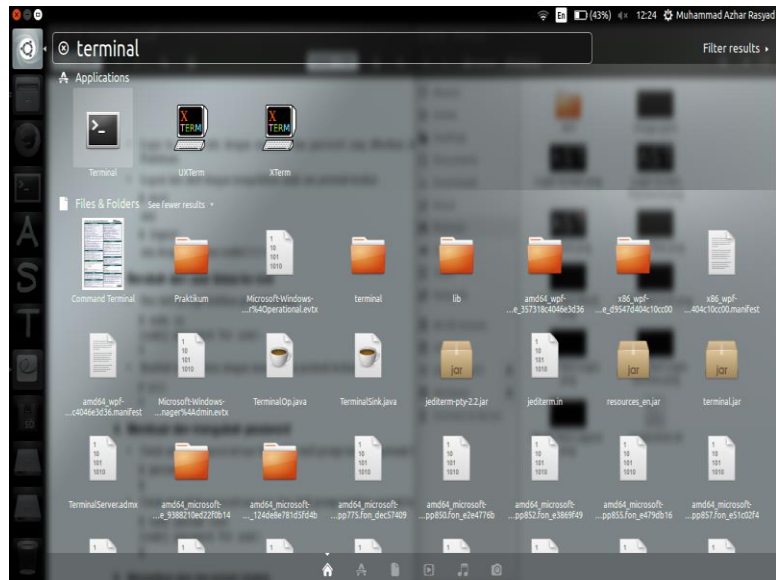 En (43%) 12:24 Muhammad Azhar Rasyad
terminal
Filter results
Applications
Terminal UXTerm XTerm
Files & Folders See fewer results
Command Terminal Praktikum Microsoft-Windows-...r%4Operational.evtx terminal lib amd64_wpf-...e_357318c4046e3d36 x86_wpf-...e_d9547d404c10cc00 x86_wpf-...404c10cc00.manifest
amd64_wpf-...c4046e3d36.manifest Microsoft-Windows-...nager%4Admin.evtx TerminalOp.java TerminalSink.java jediterm-pty-2.2.jar jediterm.in resources_en.jar terminal.jar
TerminalServer.admx amd64_microsoft-...e_9388210ed22f0b14 amd64_microsoft-..._124de8e781d5fd4b amd64_microsoft-...pp775.fon_dec57409 amd64_microsoft-...pp850.fon_e2e4776b amd64_microsoft-...pp852.fon_e3869f49 amd64_microsoft-...pp855.fon_e479db16 amd64_microsoft-...pp857.fon_e51c02f4